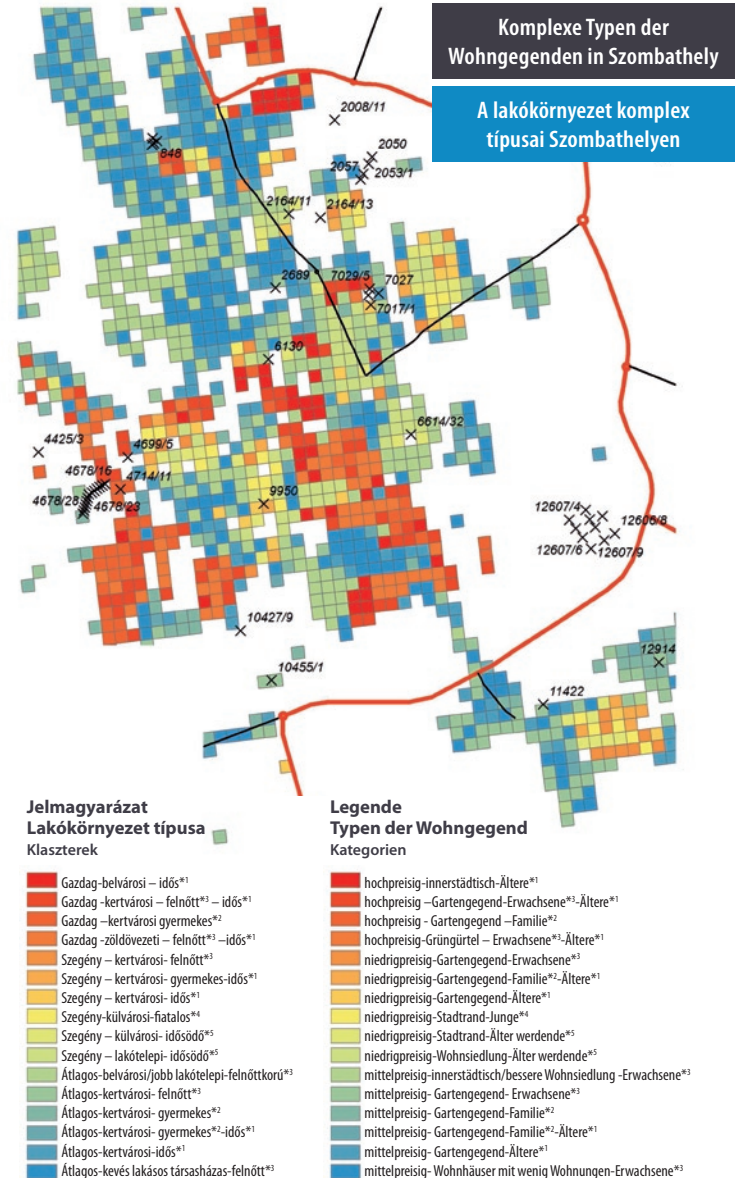 Komplexe Typen der
Wohngegenden in Szombathely
A lakókörnyezet komplex
típusai Szombathelyen
2008/11
848
2050
2057
2053/1
2164/11
2164/13
2689
7029/5
7027
7017/1
6130
6614/32
4425/3
4699/5
4678/16
4714/11
4678/28
4678/23
9950
12607/4
12606/8
12607/6
12607/9
10427/9
10455/1
12914
11422
Jelmagyarázat
Lakókörnyezet típusa
Klaszterek
Gazdag-belvárosi – idős*1
Gazdag -kertvárosi – felnőtt*3 – idős*1
Gazdag –kertvárosi gyermekes*2
Gazdag -zöldövezeti – felnőtt*3 –idős*1
Szegény – kertvárosi- felnőtt*3
Szegény – kertvárosi- gyermekes-idős*1
Szegény – kertvárosi- idős*1
Szegény-külvárosi-fiatalos*4
Szegény – külvárosi- idősödő*5
Szegény – lakótelepi- idősödő*5
Átlagos-belvárosi/jobb lakótelepi-felnőttkorú*3
Átlagos-kertvárosi- felnőtt*3
Átlagos-kertvárosi- gyermekes*2
Átlagos-kertvárosi- gyermekes*2-idős*1
Átlagos-kertvárosi-idős*1
Átlagos-kevés lakásos társasházas-felnőtt*3
Legende
Typen der Wohngegend
Kategorien
hochpreisig-innerstädtisch-Ältere*1
hochpreisig –Gartengegend-Erwachsene*3-Ältere*1
hochpreisig - Gartengegend –Familie*2
hochpreisig-Grüngürtel – Erwachsene*3-Ältere*1
niedrigpreisig-Gartengegend-Erwachsene*3
niedrigpreisig-Gartengegend-Familie*2-Ältere*1
niedrigpreisig-Gartengegend-Ältere*1
niedrigpreisig-Stadtrand-Junge*4
niedrigpreisig-Stadtrand-Älter werdende*5
niedrigpreisig-Wohnsiedlung-Älter werdende*5
mittelpreisig-innerstädtisch/bessere Wohnsiedlung -Erwachsene*3
mittelpreisig- Gartengegend- Erwachsene*3
mittelpreisig- Gartengegend-Familie*2
mittelpreisig- Gartengegend-Familie*2-Ältere*1
mittelpreisig- Gartengegend-Ältere*1
mittelpreisig- Wohnhäuser mit wenig Wohnungen-Erwachsene*3